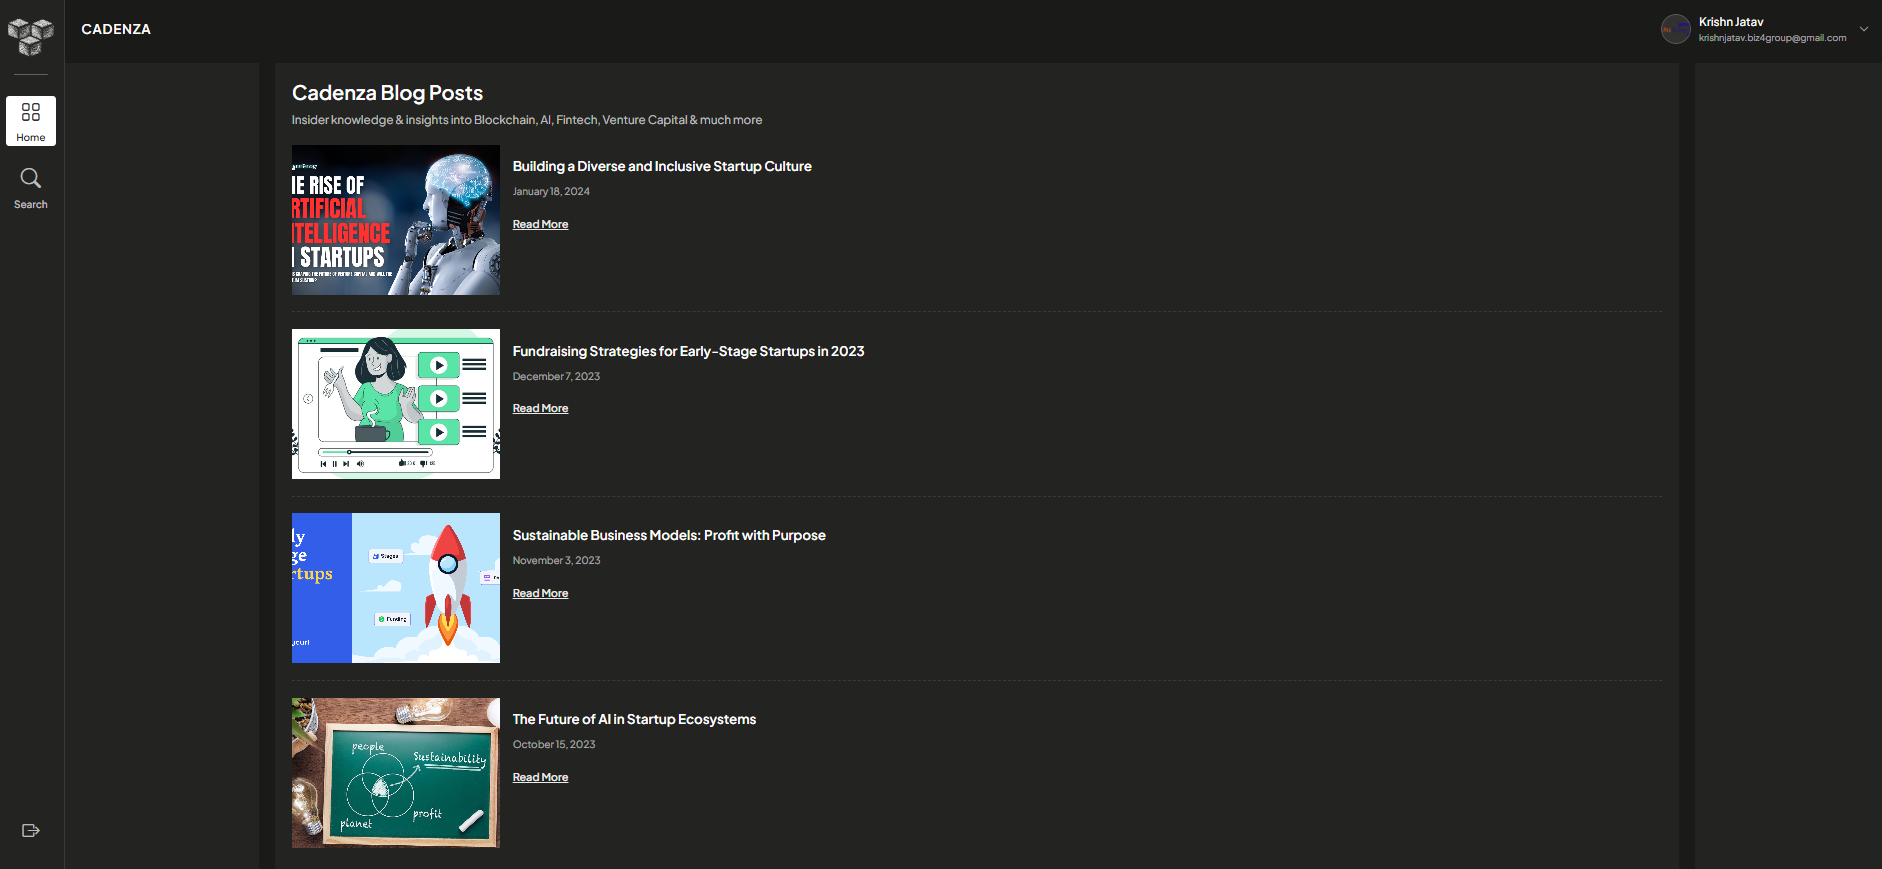 CADENZA
Krishn Jatav
krishnjatav.biz4group@gmail.com
Home
Search
Cadenza Blog Posts
Insider knowledge & insights into Blockchain, AI, Fintech, Venture Capital & much more
IE RISE OF
RTIFICIAL
NTELLIGENCE
STARTUPS
Building a Diverse and Inclusive Startup Culture
January 18, 2024
Read More
Fundraising Strategies for Early-Stage Startups in 2023
December 7, 2023
Read More
ly
ge
rtups
Stages
Funding
Sustainable Business Models: Profit with Purpose
November 3, 2023
Read More
people
Sustainability
profit
planet
The Future of AI in Startup Ecosystems
October 15, 2023
Read More